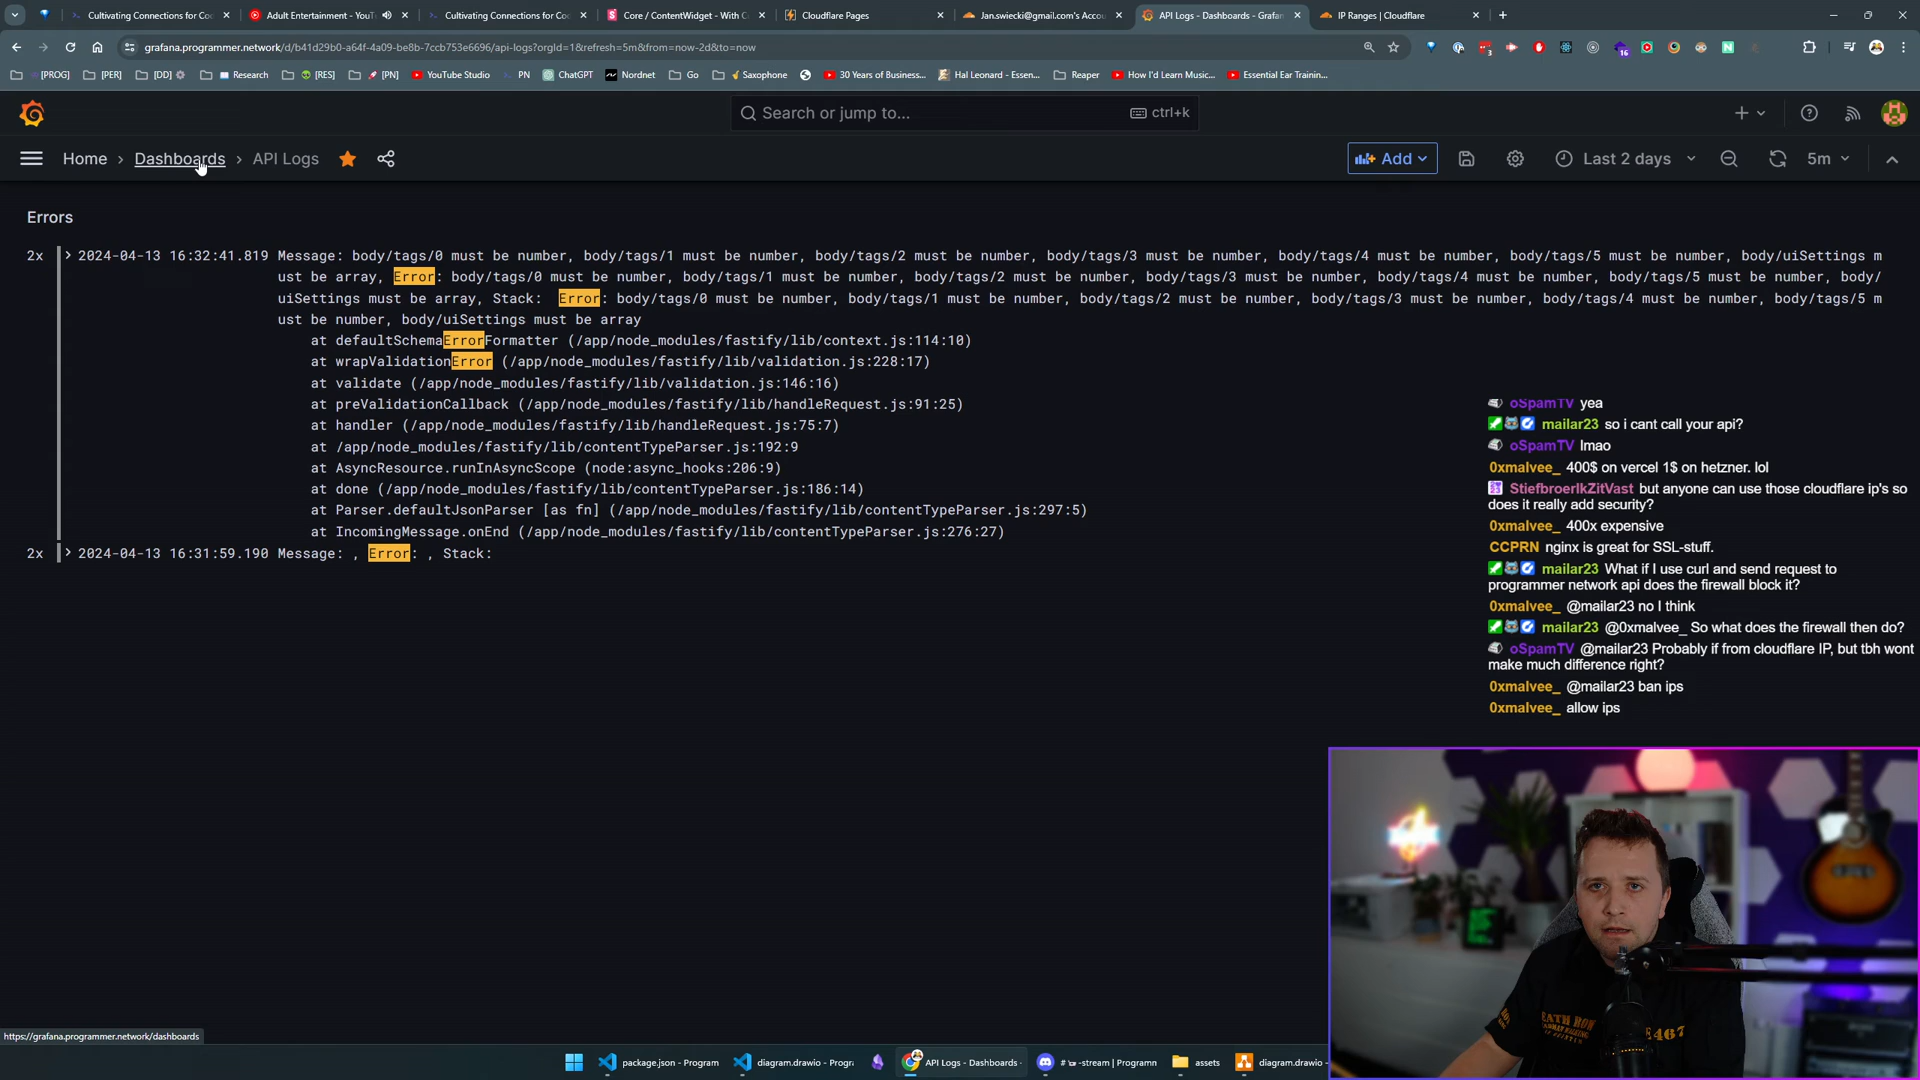 Cultivating Connections for Coc
Adult Entertainment - YouT
Cultivating Connections for Coc
Core / ContentWidget - With C
Cloudflare Pages
Jan.swiecki@gmail.com's Accou
API Logs - Dashboards - Grafan
IP Ranges | Cloudflare
grafana.programmer.network/d/b41d29b0-a64f-4a09-be8b-7ccb753e6696/api-logs?orgId=1&refresh=5m&from=now-2d&to=now
[PROG]
[PER]
[DD]
Research
[RES]
[PN]
YouTube Studio
PN
ChatGPT
Nordnet
Go
Saxophone
30 Years of Business...
Hal Leonard - Essen...
Reaper
How I'd Learn Music...
Essential Ear Trainin...
Search or jump to...
ctrl+k
Home › Dashboards › API Logs
Add
Last 2 days
5m
Errors
2x 2024-04-13 16:32:41.819 Message: body/tags/0 must be number, body/tags/1 must be number, body/tags/2 must be number, body/tags/3 must be number, body/tags/4 must be number, body/tags/5 must be number, body/uiSettings m
ust be array, Error: body/tags/0 must be number, body/tags/1 must be number, body/tags/2 must be number, body/tags/3 must be number, body/tags/4 must be number, body/tags/5 must be number, body/
uiSettings must be array, Stack: Error: body/tags/0 must be number, body/tags/1 must be number, body/tags/2 must be number, body/tags/3 must be number, body/tags/4 must be number, body/tags/5 m
ust be number, body/uiSettings must be array
at defaultSchemaErrorFormatter (/app/node_modules/fastify/lib/context.js:114:10)
at wrapValidationError (/app/node_modules/fastify/lib/validation.js:228:17)
at validate (/app/node_modules/fastify/lib/validation.js:146:16)
at preValidationCallback (/app/node_modules/fastify/lib/handleRequest.js:91:25)
at handler (/app/node_modules/fastify/lib/handleRequest.js:75:7)
at /app/node_modules/fastify/lib/contentTypeParser.js:192:9
at AsyncResource.runInAsyncScope (node:async_hooks:206:9)
at done (/app/node_modules/fastify/lib/contentTypeParser.js:186:14)
at Parser.defaultJsonParser [as fn] (/app/node_modules/fastify/lib/contentTypeParser.js:297:5)
at IncomingMessage.onEnd (/app/node_modules/fastify/lib/contentTypeParser.js:276:27)
2x 2024-04-13 16:31:59.190 Message: , Error: , Stack:
oSpamTV yea
mailar23 so i cant call your api?
oSpamTV lmao
0xmalvee_ 400$ on vercel 1$ on hetzner. lol
StiefbroerIkZitVast but anyone can use those cloudflare ip's so
does it really add security?
0xmalvee_ 400x expensive
CCPRN nginx is great for SSL-stuff.
mailar23 What if I use curl and send request to
programmer network api does the firewall block it?
0xmalvee_ @mailar23 no I think
mailar23 @0xmalvee_ So what does the firewall then do?
oSpamTV @mailar23 Probably if from cloudflare IP, but tbh wont
make much difference right?
0xmalvee_ @mailar23 ban ips
0xmalvee_ allow ips
https://grafana.programmer.network/dashboards
package.json - Program
diagram.drawio - Progra
API Logs - Dashboards -
-stream | Programm
assets
diagram.drawio -